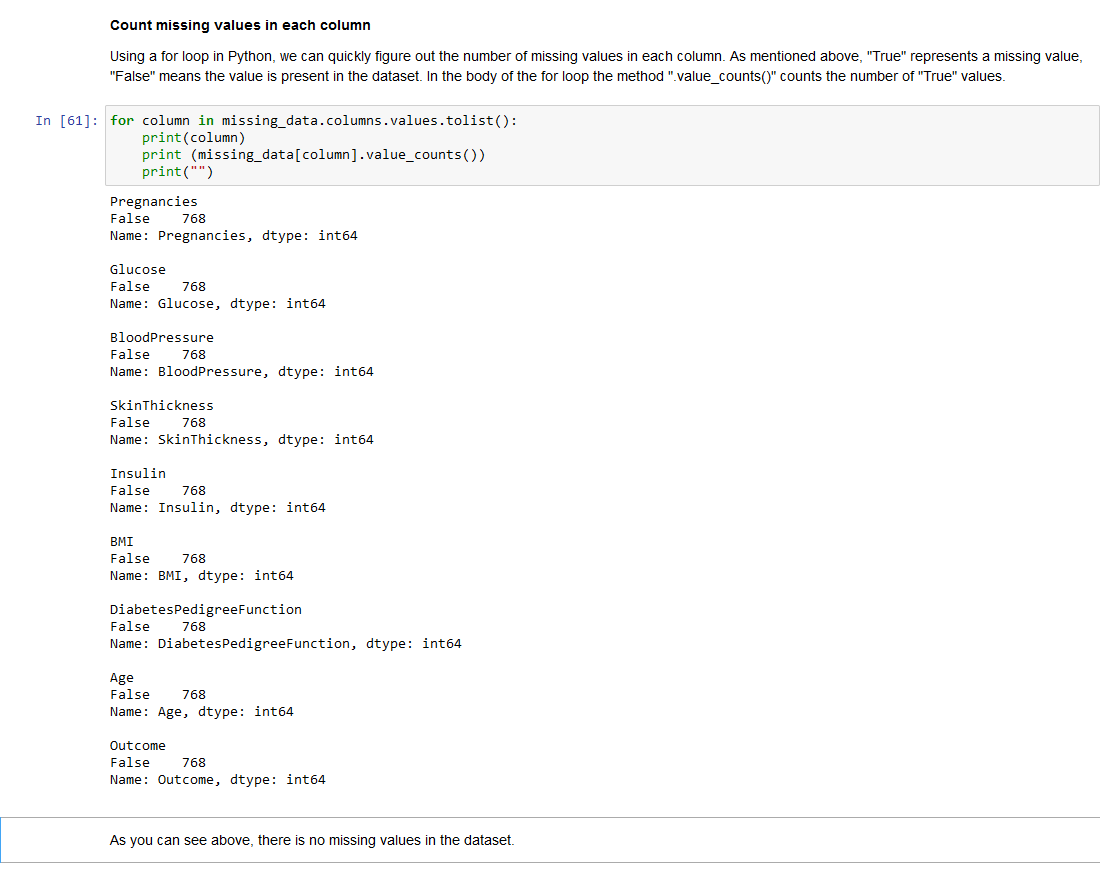 Count missing values in each column
Using a for loop in Python, we can quickly figure out the number of missing values in each column. As mentioned above, "True" represents a missing value,
"False" means the value is present in the dataset. In the body of the for loop the method ".value_counts()" counts the number of "True" values.
In [61]: for column in missing_data.columns.values.tolist():
    print(column)
    print (missing_data[column].value_counts())
    print("")
Pregnancies
False    768
Name: Pregnancies, dtype: int64
Glucose
False    768
Name: Glucose, dtype: int64
BloodPressure
False    768
Name: BloodPressure, dtype: int64
SkinThickness
False    768
Name: SkinThickness, dtype: int64
Insulin
False    768
Name: Insulin, dtype: int64
BMI
False    768
Name: BMI, dtype: int64
DiabetesPedigreeFunction
False    768
Name: DiabetesPedigreeFunction, dtype: int64
Age
False    768
Name: Age, dtype: int64
Outcome
False    768
Name: Outcome, dtype: int64
As you can see above, there is no missing values in the dataset.